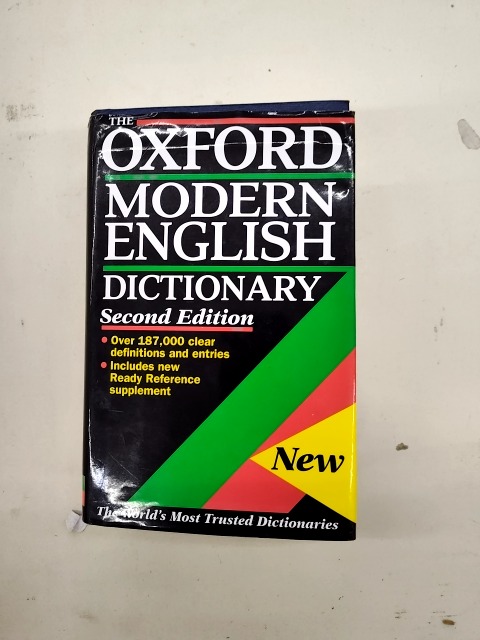 THE
OXFORD
MODERN
ENGLISH
DICTIONARY
Second Edition
• Over 187,000 clear
definitions and entries
• Includes new
Ready Reference
supplement
New
The World's Most Trusted Dictionaries